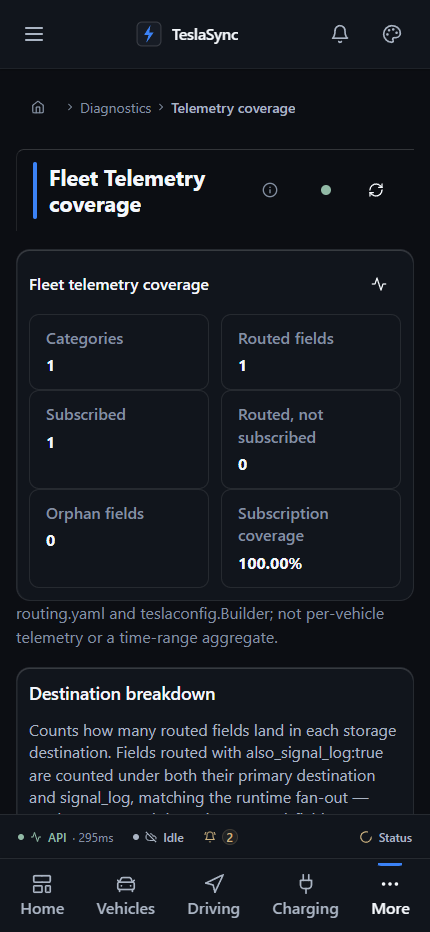 TeslaSync
Diagnostics
Telemetry coverage
Fleet Telemetry
coverage
Fleet telemetry coverage
Categories
1
Routed fields
1
Subscribed
1
Routed, not
subscribed
0
Orphan fields
0
Subscription
coverage
100.00%
routing.yaml and teslaconfig.Builder; not per-vehicle
telemetry or a time-range aggregate.
Destination breakdown
Counts how many routed fields land in each storage
destination. Fields routed with also_signal_log:true
are counted under both their primary destination
and signal_log, matching the runtime fan-out —
API · 295ms
Idle
2
Status
Home
Vehicles
Driving
Charging
More